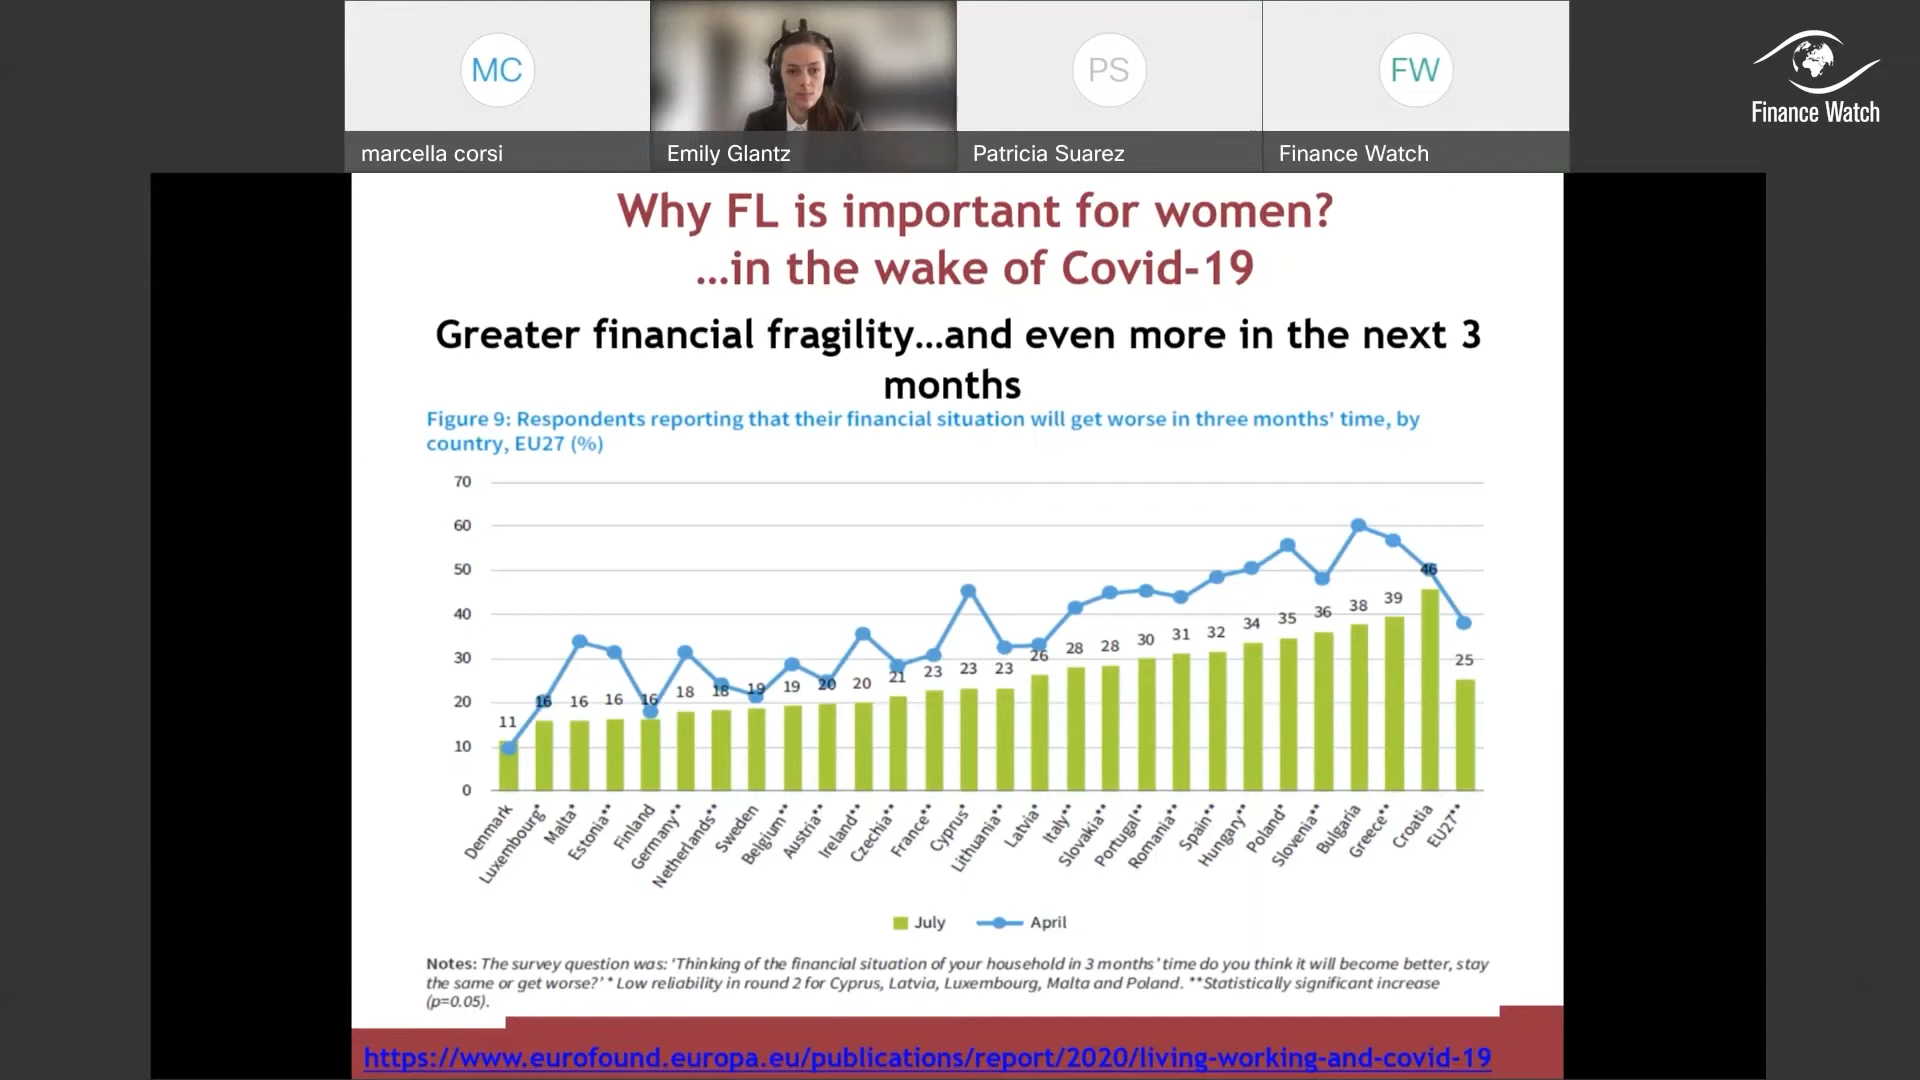 MC
PS
FW
marcella corsi
Emily Glantz
Patricia Suarez
Finance Watch
Finance Watch
Why FL is important for women?
...in the wake of Covid-19
Greater financial fragility...and even more in the next 3
months
Figure 9: Respondents reporting that their financial situation will get worse in three months' time, by
country, EU27 (%)
70
60
50
40
30
20
10
0
11
16
16
16
16
18
18
19
19
20
20
21
23
23
23
26
28
28
30
31
32
34
35
36
38
39
46
25
Denmark
Luxembourg*
Malta*
Estonia**
Finland
Germany**
Netherlands**
Sweden
Belgium**
Austria**
Ireland**
Czechia**
France**
Cyprus*
Lithuania**
Latvia*
Italy**
Slovakia**
Portugal**
Romania**
Spain**
Hungary**
Poland*
Slovenia**
Bulgaria
Greece**
Croatia
EU27**
July
April
Notes: The survey question was: 'Thinking of the financial situation of your household in 3 months' time do you think it will become better, stay
the same or get worse?' * Low reliability in round 2 for Cyprus, Latvia, Luxembourg, Malta and Poland. **Statistically significant increase
(p=0.05).
https://www.eurofound.europa.eu/publications/report/2020/living-working-and-covid-19